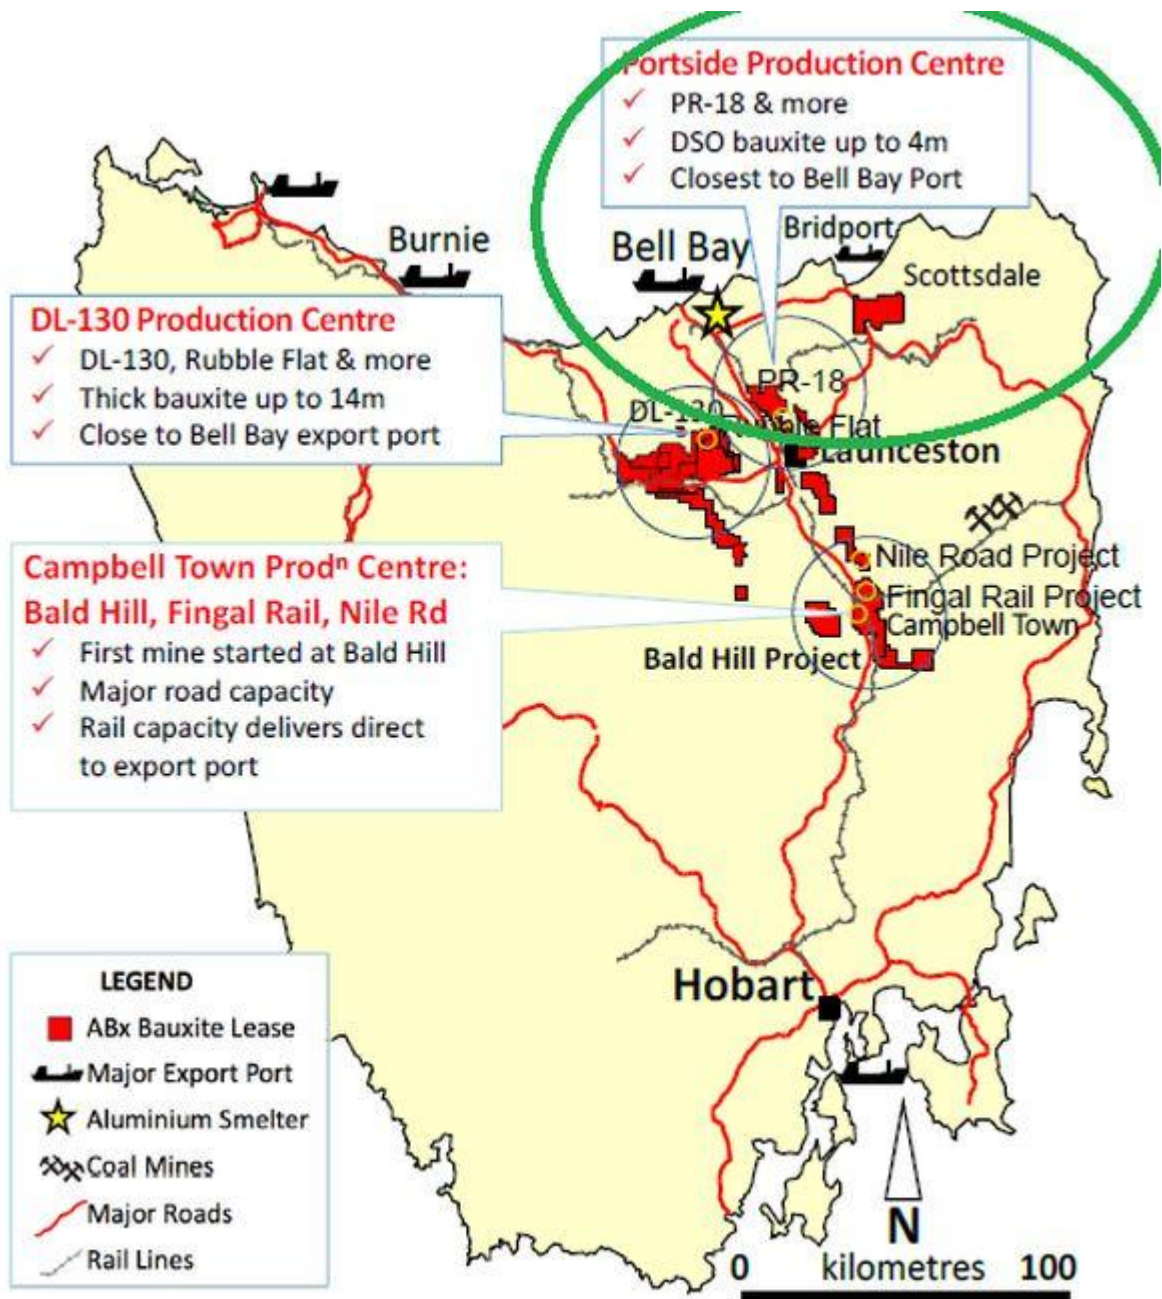 Portside Production Centre
✓ PR-18 & more
✓ DSO bauxite up to 4m
✓ Closest to Bell Bay Port
Burnie
Bell Bay
Bridport
Scottsdale
DL-130 Production Centre
✓ DL-130, Rubble Flat & more
✓ Thick bauxite up to 14m
✓ Close to Bell Bay export port
PR-18
DL-130
Flat
Launceston
Campbell Town Prodⁿ Centre:
Bald Hill, Fingal Rail, Nile Rd
✓ First mine started at Bald Hill
✓ Major road capacity
✓ Rail capacity delivers direct
to export port
Nile Road Project
Fingal Rail Project
Campbell Town
Bald Hill Project
Hobart
LEGEND
ABx Bauxite Lease
Major Export Port
Aluminium Smelter
Coal Mines
Major Roads
Rail Lines
N
0 kilometres 100